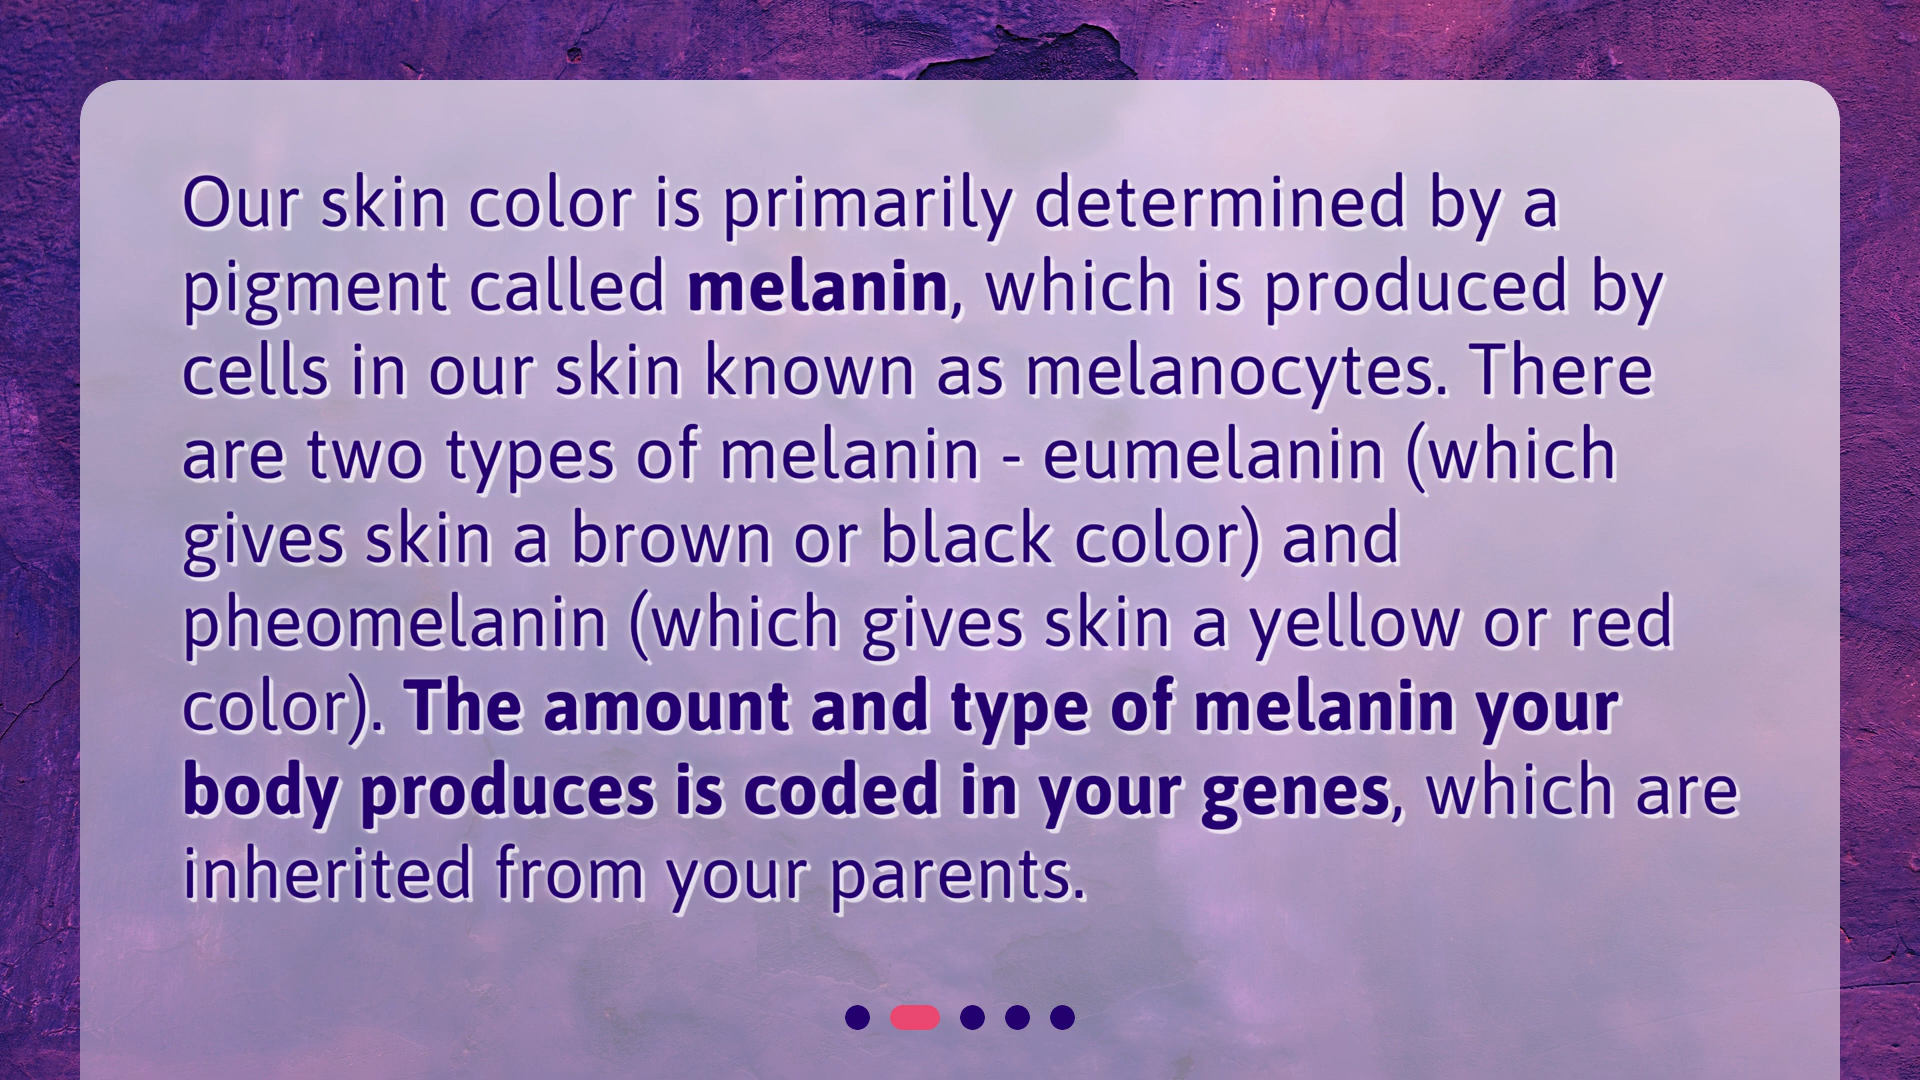 Our skin color is primarily determined by a
pigment called melanin, which is produced by
cells in our skin known as melanocytes. There
are two types of melanin - eumelanin (which
gives skin a brown or black color) and
pheomelanin (which gives skin a yellow or red
color). The amount and type of melanin your
body produces is coded in your genes, which are
inherited from your parents.